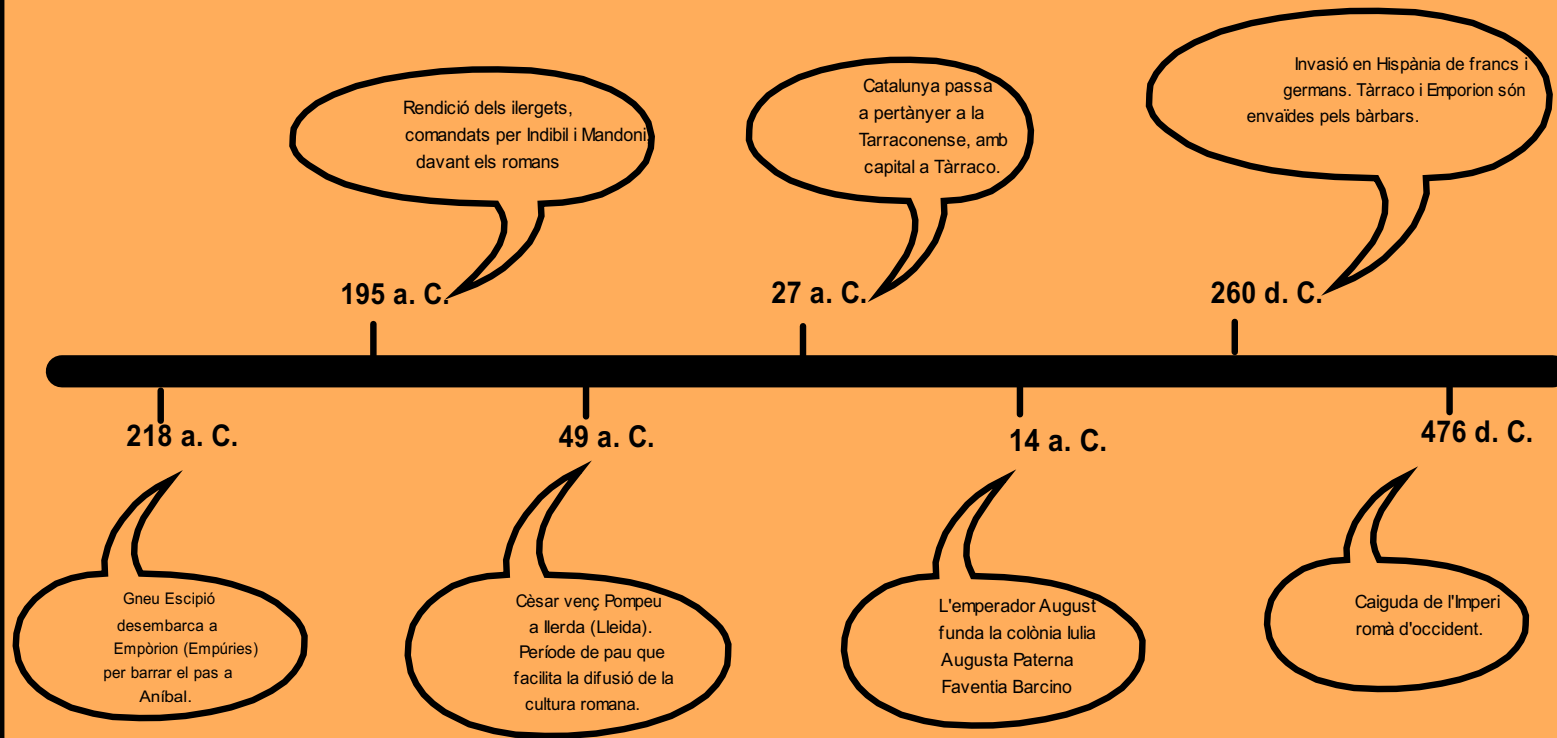 Rendició dels ilergets,
comandats per Indibil i Mandoni,
davant els romans
195 a. C.
Catalunya passa
a pertànyer a la
Tarraconense, amb
capital a Tàrraco.
27 a. C.
Invasió en Hispània de francs i
germans. Tàrraco i Emporion són
envaïdes pels bàrbars.
260 d. C.
218 a. C.
Gneu Escipió
desembarca a
Empòrion (Empúries)
per barrar el pas a
Aníbal.
49 a. C.
Cèsar venç Pompeu
a Ilerda (Lleida).
Període de pau que
facilita la difusió de la
cultura romana.
14 a. C.
L'emperador August
funda la colònia Iulia
Augusta Paterna
Faventia Barcino
476 d. C.
Caiguda de l'Imperi
romà d'occident.